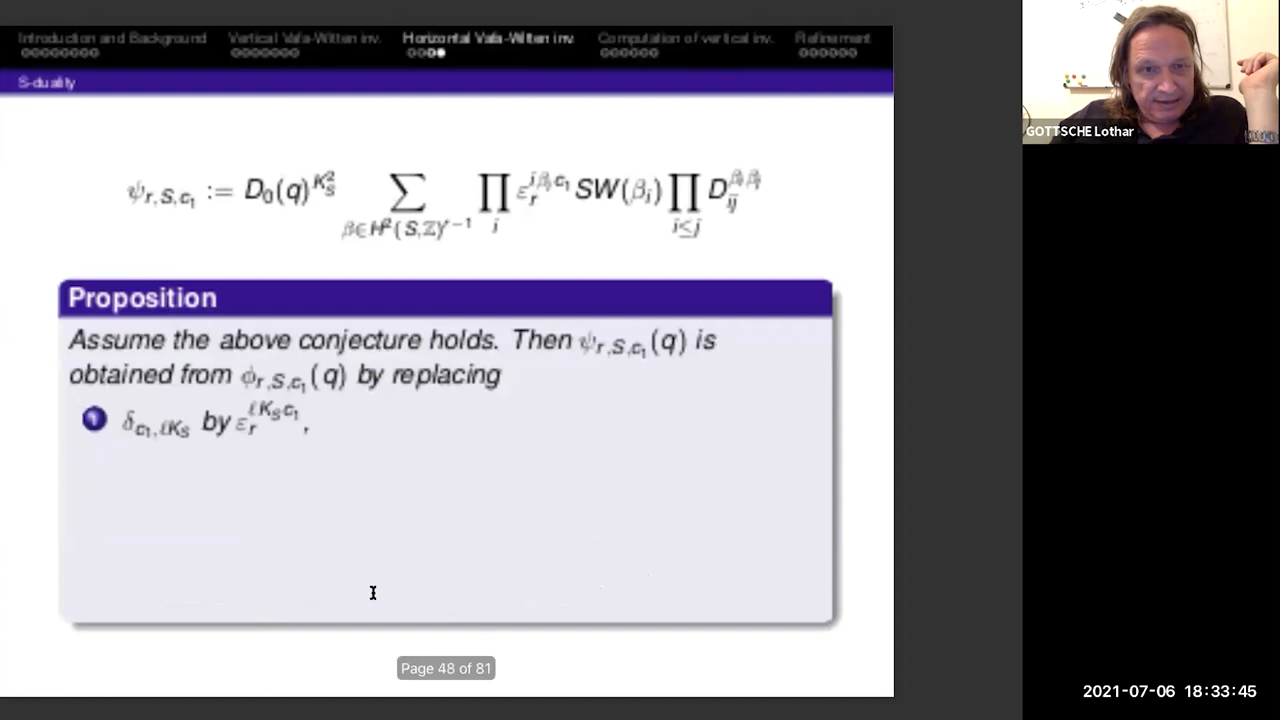 Introduction and Background Vertical Vafa-Witten inv. Horizontal Vafa-Witten inv. Computation of vertical inv. Refinement
S-duality
ψ_{r,S,c_1} := D_0(q)^{K_S^2} ∑_{β∈H^2(S,ℤ)^{r-1}} ∏_i ε_r^{iβ_i c_1} SW(β_i) ∏_{i≤j} D_{ij}^{β_i β_j}
Proposition
Assume the above conjecture holds. Then ψ_{r,S,c_1}(q) is
obtained from ϕ_{r,S,c_1}(q) by replacing
1 δ_{c_1,ℓK_S} by ε_r^{ℓK_S c_1},
Page 48 of 81
GOTTSCHE Lothar
2021-07-06 18:33:45